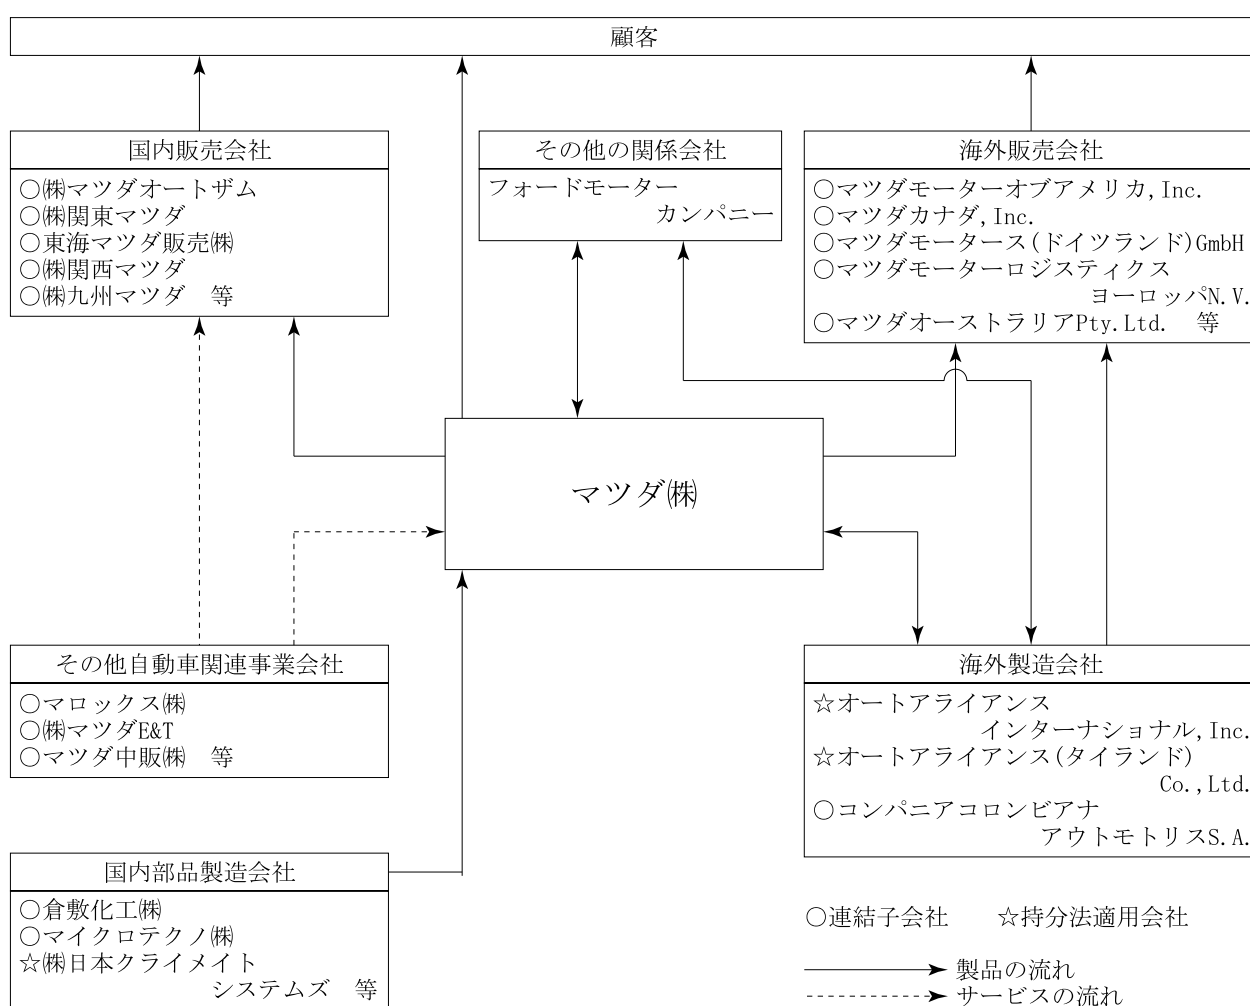 顧客
国内販売会社
○㈱マツダオートザム
○㈱関東マツダ
○東海マツダ販売㈱
○㈱関西マツダ
○㈱九州マツダ　等
その他の関係会社
フォードモーター
カンパニー
海外販売会社
○マツダモーターオブアメリカ,Inc.
○マツダカナダ,Inc.
○マツダモータース(ドイツランド)GmbH
○マツダモーターロジスティクス
ヨーロッパN.V.
○マツダオーストラリアPty.Ltd.　等
マツダ㈱
その他自動車関連事業会社
○マロックス㈱
○㈱マツダE&T
○マツダ中販㈱　等
海外製造会社
☆オートアライアンス
インターナショナル,Inc.
☆オートアライアンス(タイランド)
Co.,Ltd.
○コンパニアコロンビアナ
アウトモトリスS.A.
国内部品製造会社
○倉敷化工㈱
○マイクロテクノ㈱
☆㈱日本クライメイト
システムズ　等
○連結子会社　☆持分法適用会社
製品の流れ
サービスの流れ